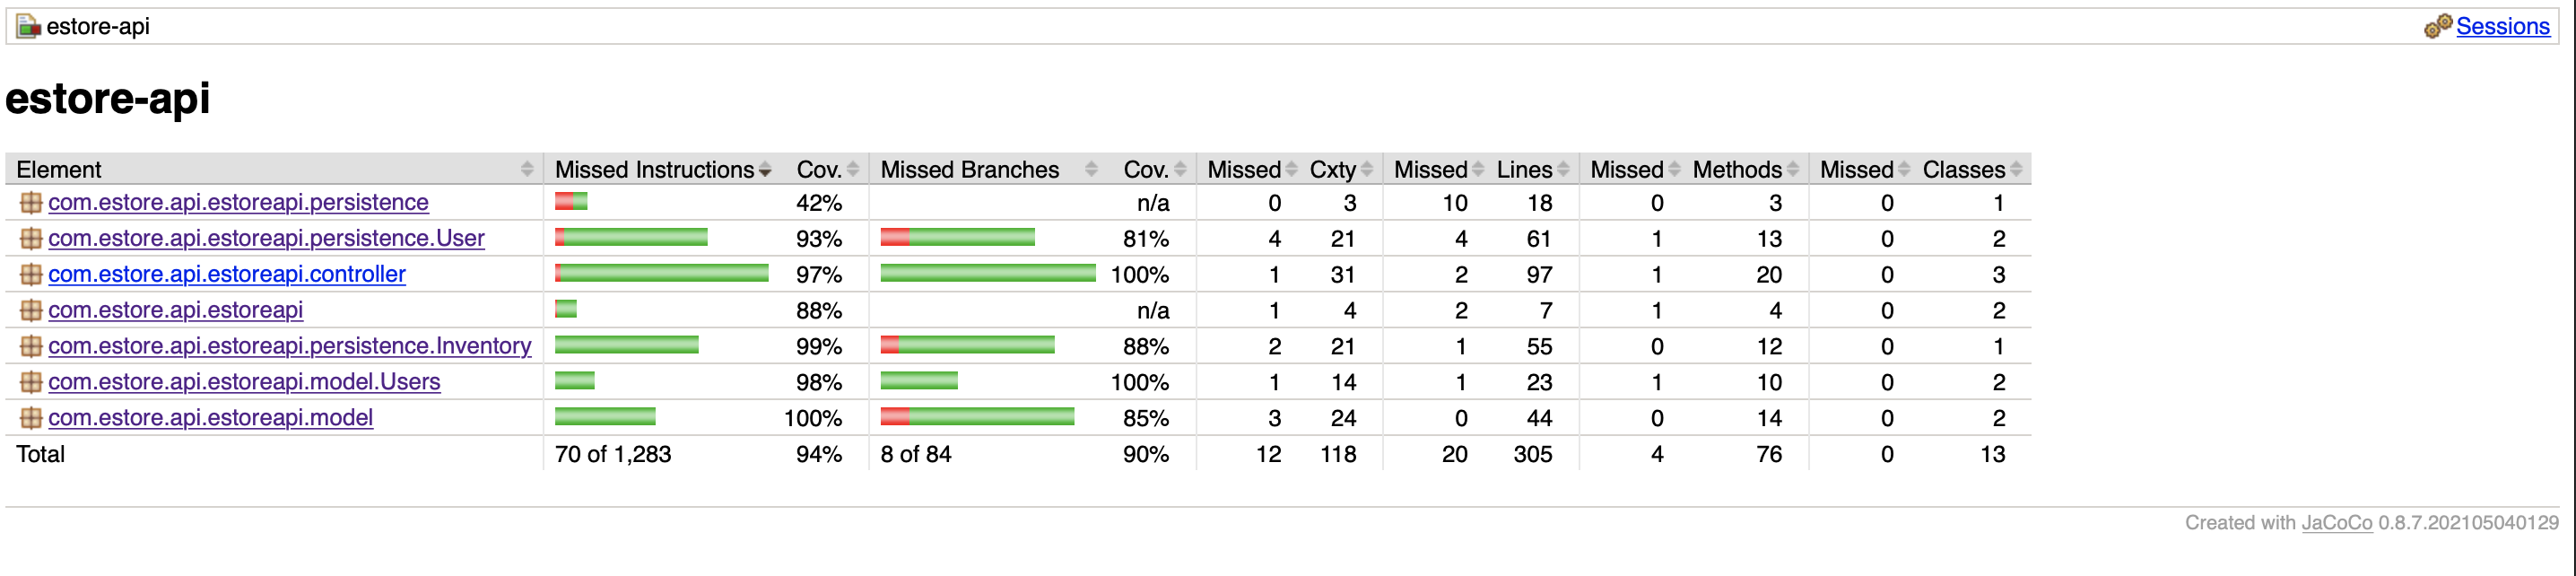 estore-api Sessions
estore-api
Element Missed Instructions Cov. Missed Branches Cov. Missed Cxty Missed Lines Missed Methods Missed Classes
com.estore.api.estoreapi.persistence 42% n/a 0 3 10 18 0 3 0 1
com.estore.api.estoreapi.persistence.User 93% 81% 4 21 4 61 1 13 0 2
com.estore.api.estoreapi.controller 97% 100% 1 31 2 97 1 20 0 3
com.estore.api.estoreapi 88% n/a 1 4 2 7 1 4 0 2
com.estore.api.estoreapi.persistence.Inventory 99% 88% 2 21 1 55 0 12 0 1
com.estore.api.estoreapi.model.Users 98% 100% 1 14 1 23 1 10 0 2
com.estore.api.estoreapi.model 100% 85% 3 24 0 44 0 14 0 2
Total 70 of 1,283 94% 8 of 84 90% 12 118 20 305 4 76 0 13
Created with JaCoCo 0.8.7.202105040129